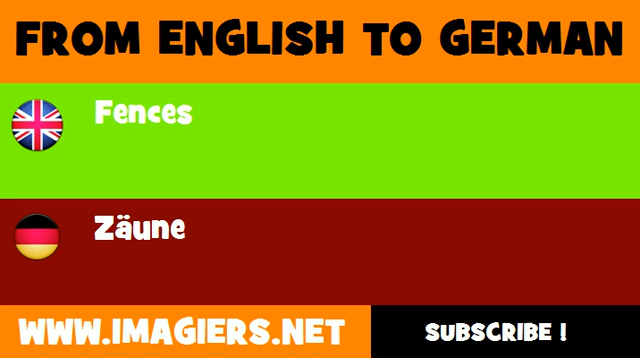 FROM ENGLISH TO GERMAN
Fences
Zäune
WWW.IMAGIERS.NET
SUBSCRIBE !